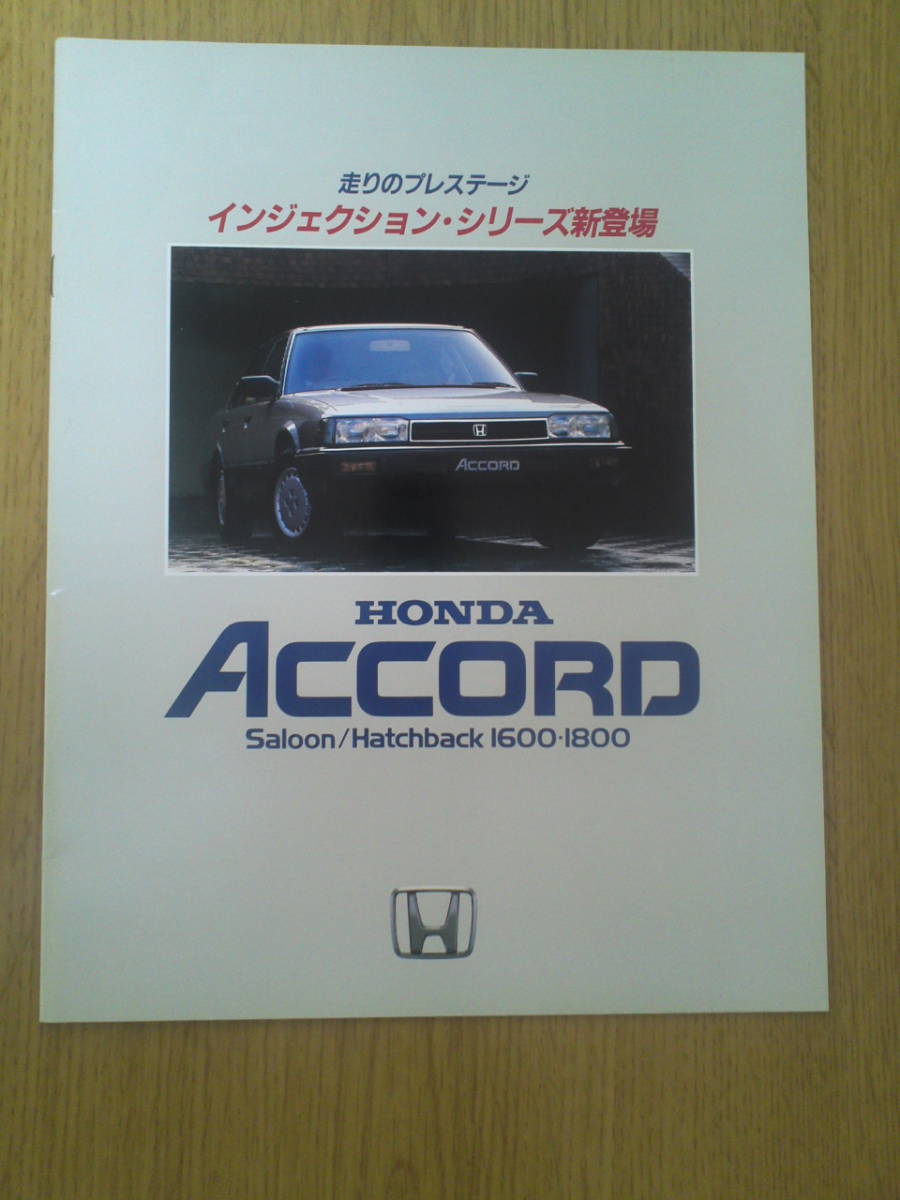 走りのプレステージ
インジェクション・シリーズ新登場
ACCORD
HONDA
ACCORD
Saloon/Hatchback 1600·1800